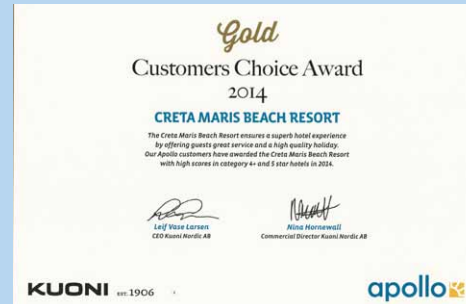 Gold
Customers Choice Award
2014
CRETA MARIS BEACH RESORT
The Creta Maris Beach Resort ensures a superb hotel experience
by offering guests great service and a high quality holiday.
Our Apollo customers have awarded the Creta Maris Beach Resort
with high scores in category 4+ and 5 star hotels in 2014.
Leif Vase Larsen
CEO Kuoni Nordic AB
Nina Hornewall
Commercial Director Kuoni Nordic AB
KUONI EST. 1906
apollo